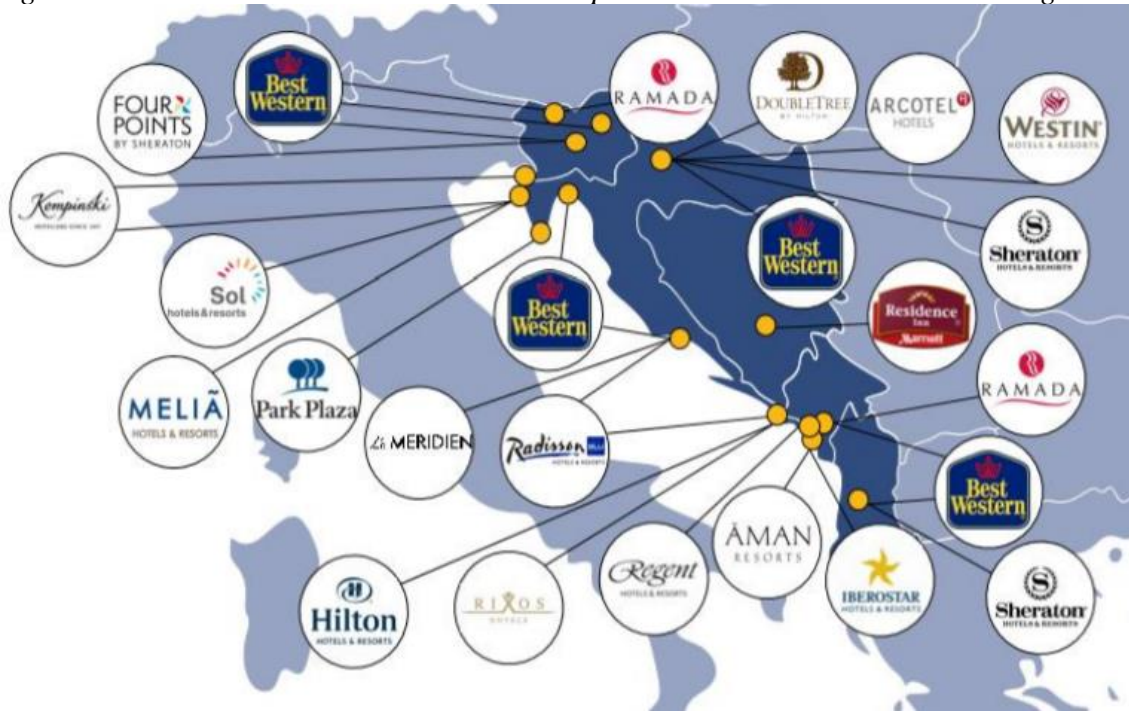 FOUR
POINTS
BY SHERATON
Best
Western
RAMADA
DOUBLETREE
BY HILTON
ARCOTEL
HOTELS
WESTIN
HOTELS & RESORTS
Kempinski
Sol
hotels&resorts
Best
Western
Best
Western
Sheraton
HOTELS & RESORTS
Residence
Inn
Marriott
RAMADA
MELIÃ
HOTELS & RESORTS
Park Plaza
Le MERIDIEN
Radisson BLU
HOTELS & RESORTS
Best
Western
ĀMAN
RESORTS
Regent
HOTELS & RESORTS
IBEROSTAR
HOTELS & RESORTS
Sheraton
HOTELS & RESORTS
Hilton
HOTELS & RESORTS
RIXOS
HOTELS